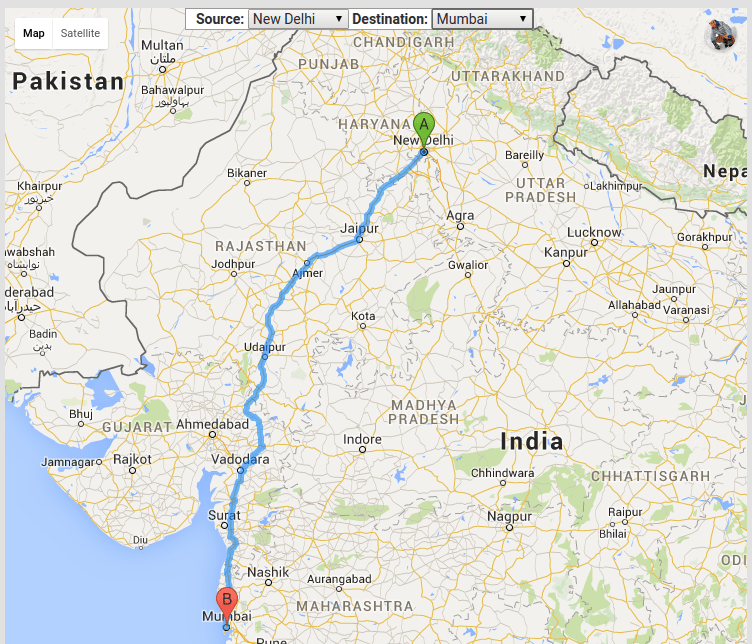 Source: New Delhi Destination: Mumbai
Map Satellite
CHANDIGARH
Multan
ملتان
PUNJAB
UTTARAKHAND
Pakistan
Bahawalpur
بہاولپور
HARYANA
New Delhi
A
Bareilly
Nepa
Bikaner
Khairpur
خیرپور
UTTAR
PRADESH
Lakhimpur
Agra
Jaipur
Lucknow
Gorakhpur
RAJASTHAN
wabshah
نوابشاه
Kanpur
Jodhpur
Ajmer
Gwalior
derabad
حیدرآبا
Jaunpur
Allahabad
Varanasi
Kota
Badin
بدین
Udaipur
J
MADHYA
PRADESH
Bhuj
GUJARAT
Ahmedabad
Indore
India
Jamnagar
Rajkot
Vadodara
Chhindwara
CHHATTISGARH
Surat
Nagpur
Raipur
Bhilai
Diu
ODI
Nashik
Aurangabad
B
Mumbai
MAHARASHTRA
Pune